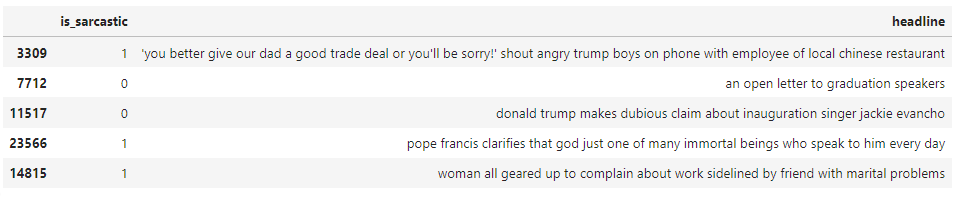 is_sarcastic headline
3309 1 'you better give our dad a good trade deal or you'll be sorry!' shout angry trump boys on phone with employee of local chinese restaurant
7712 0 an open letter to graduation speakers
11517 0 donald trump makes dubious claim about inauguration singer jackie evancho
23566 1 pope francis clarifies that god just one of many immortal beings who speak to him every day
14815 1 woman all geared up to complain about work sidelined by friend with marital problems